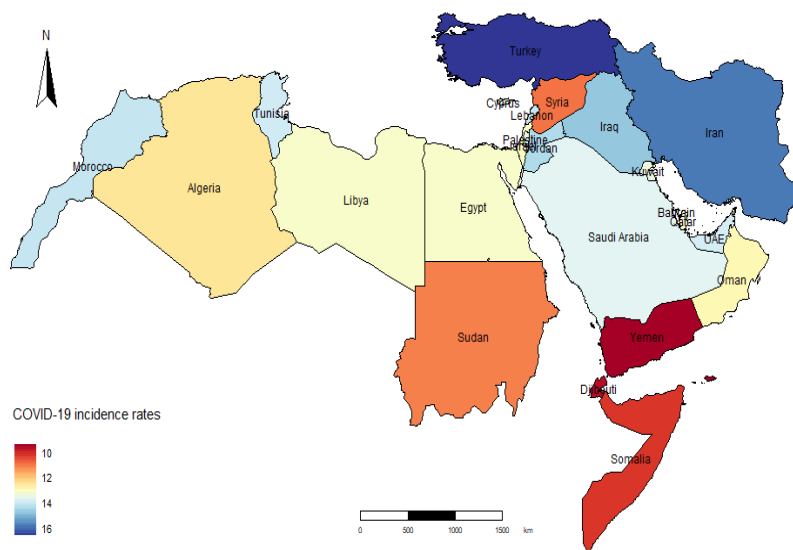 N
Turkey
Cyprus
Syria
Lebanon
Iraq
Iran
Tunisia
Palestine
Jordan
Morocco
Kuwait
Algeria
Libya
Egypt
Bahrain
Qatar
Saudi Arabia
UAE
Oman
Sudan
Yemen
Djibouti
COVID-19 incidence rates
10
12
14
16
Somalia
0 500 1000 1500 km